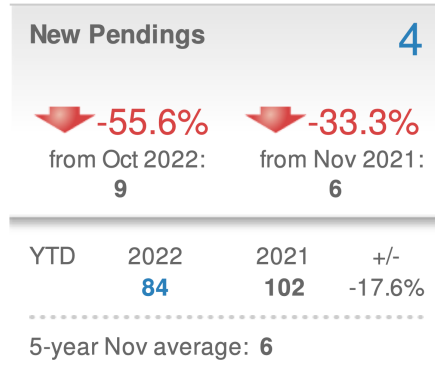 New Pendings 4
-55.6% -33.3%
from Oct 2022: from Nov 2021:
9 6
YTD 2022 2021 +/-
84 102 -17.6%
5-year Nov average: 6